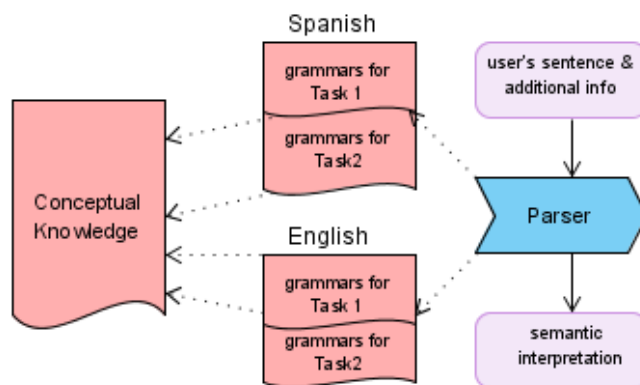 Spanish
grammars for
Task 1
grammars for
Task2
user's sentence &
additional info
Conceptual
Knowledge
Parser
English
grammars for
Task 1
grammars for
Task2
semantic
interpretation